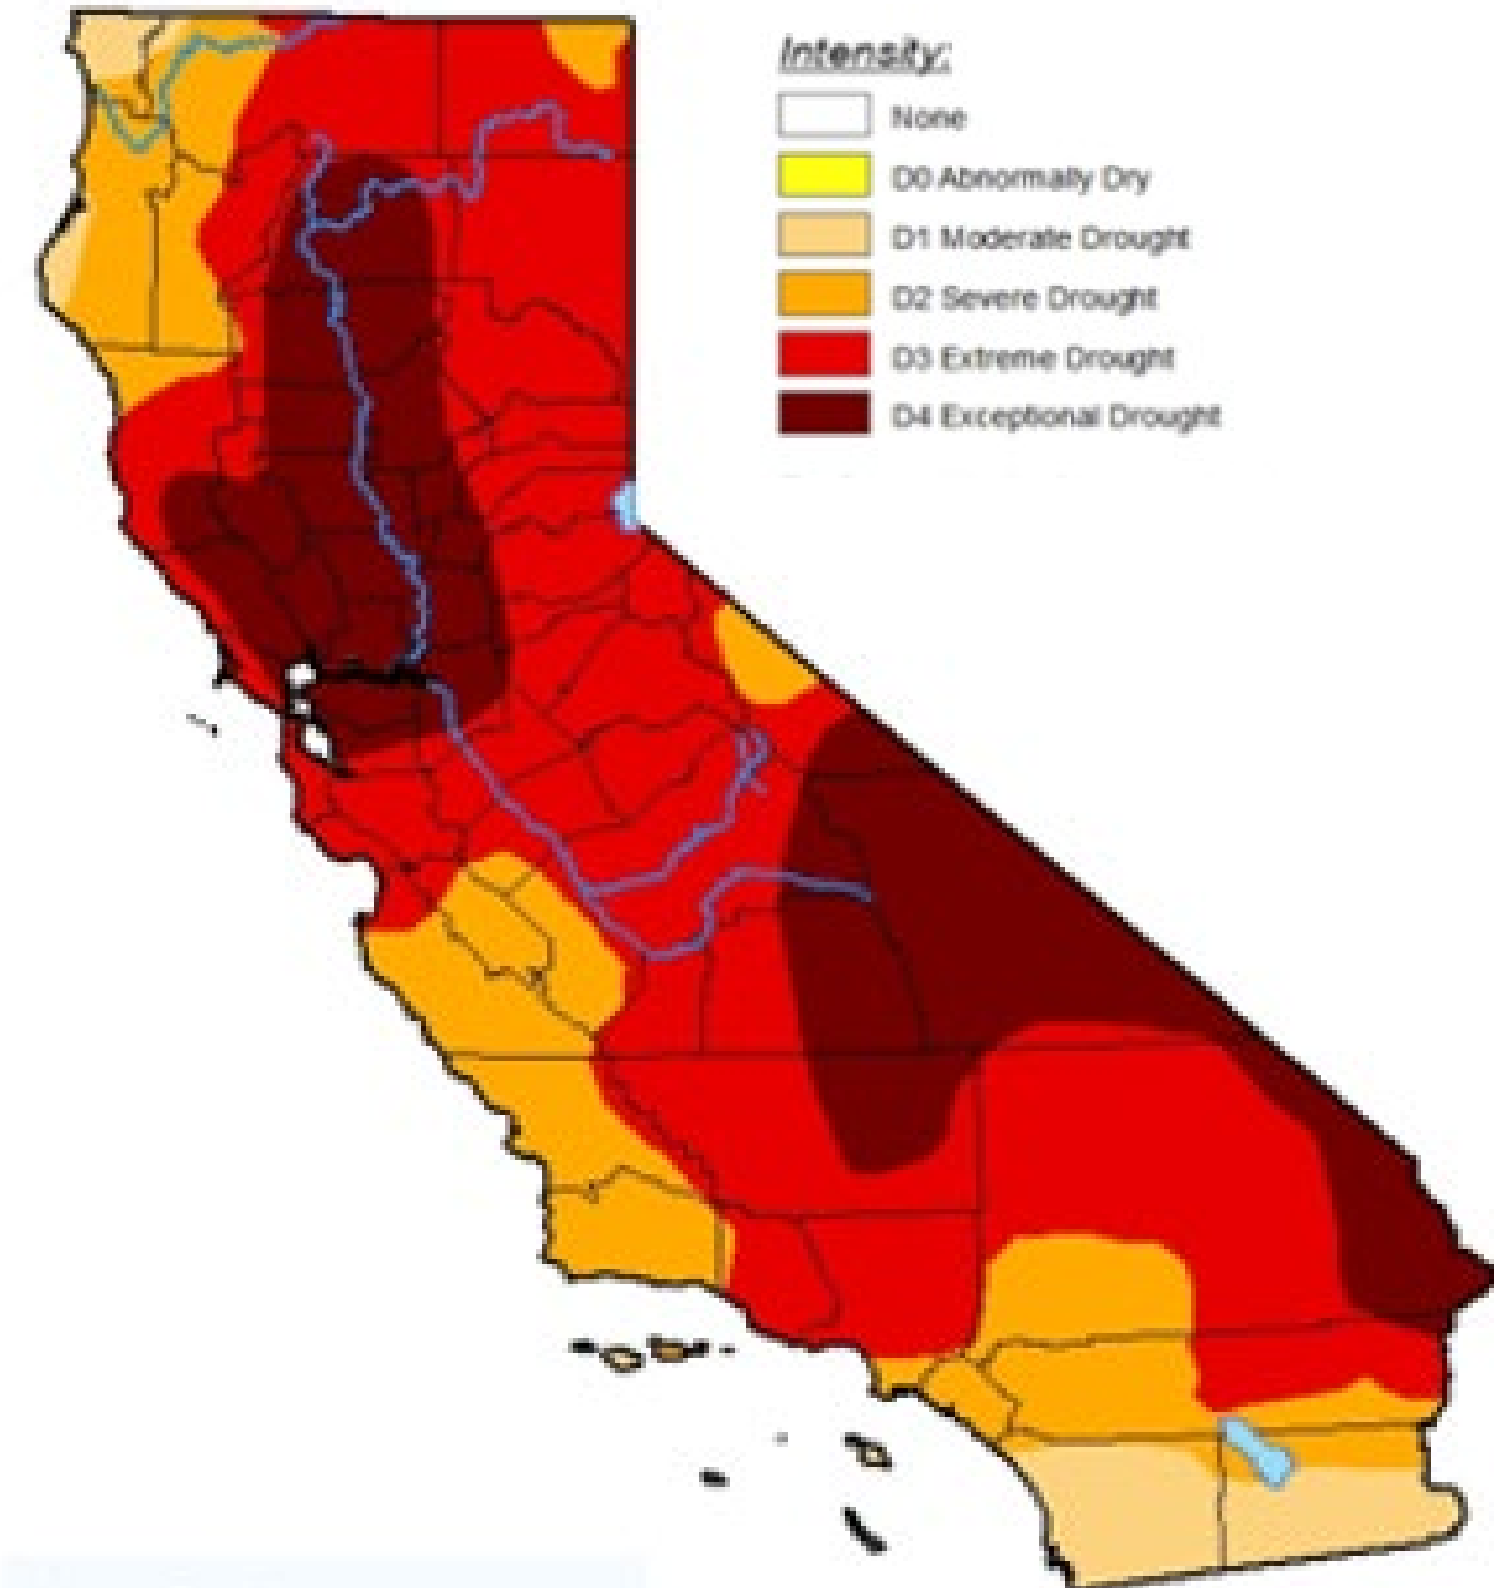 Intensity:
None
D0 Abnormally Dry
D1 Moderate Drought
D2 Severe Drought
D3 Extreme Drought
D4 Exceptional Drought